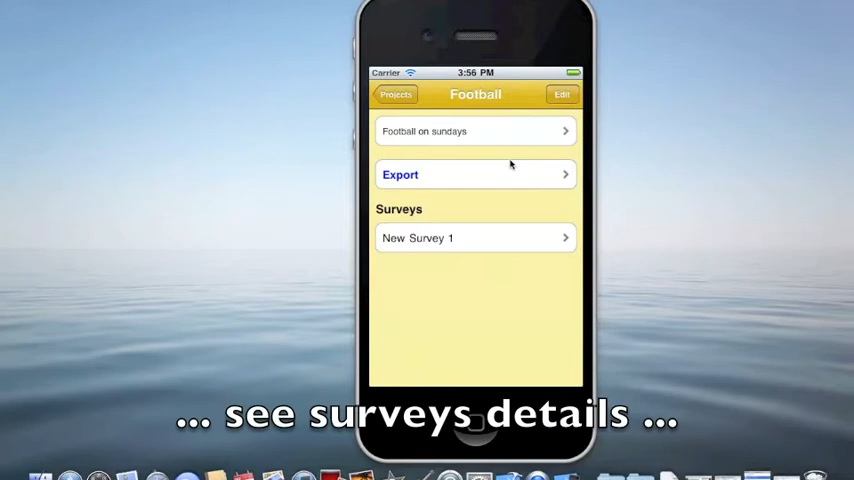 Carrier 3:56 PM
Projects Football Edit
Football on sundays
Export
Surveys
New Survey 1
... see surveys details ...